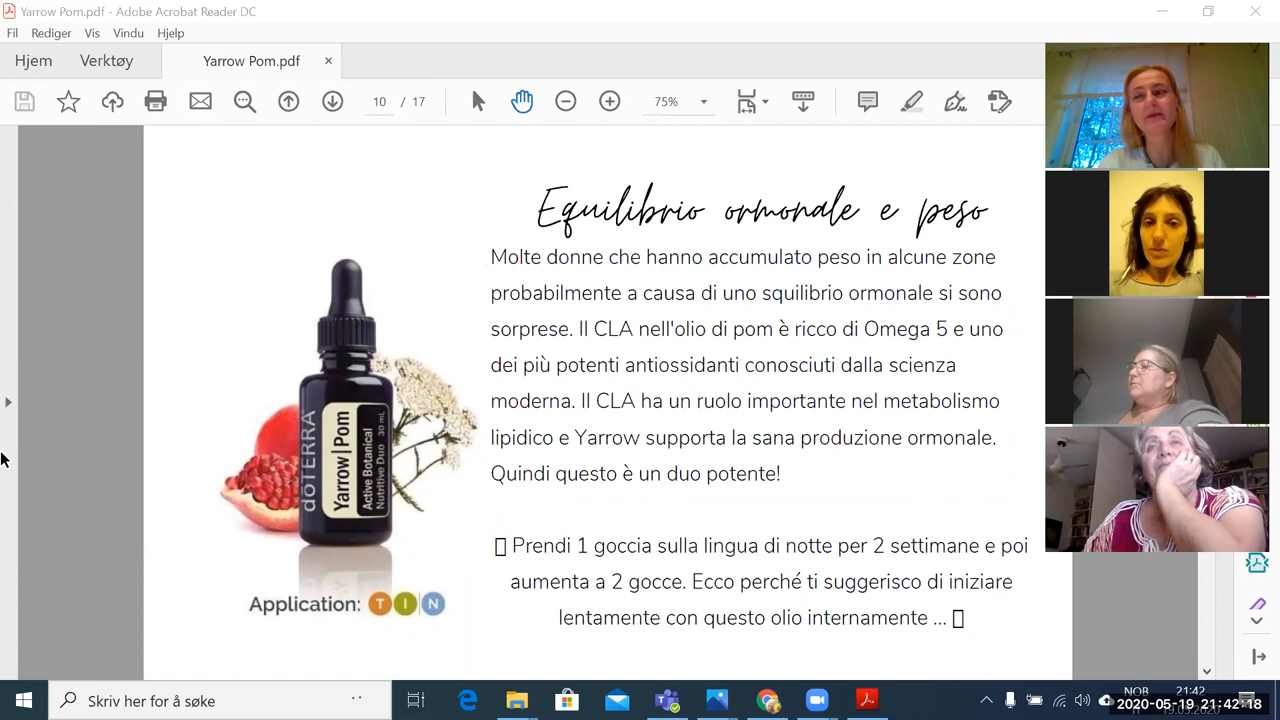 Yarrow Pom.pdf - Adobe Acrobat Reader DC
Fil Rediger Vis Vindu Hjelp
Hjem Verktøy Yarrow Pom.pdf ×
10 / 17 75%
Equilibrio ormonale e peso
Molte donne che hanno accumulato peso in alcune zone
probabilmente a causa di uno squilibrio ormonale si sono
sorprese. Il CLA nell'olio di pom è ricco di Omega 5 e uno
dei più potenti antiossidanti conosciuti dalla scienza
moderna. Il CLA ha un ruolo importante nel metabolismo
lipidico e Yarrow supporta la sana produzione ormonale.
Quindi questo è un duo potente!
Prendi 1 goccia sulla lingua di notte per 2 settimane e poi
aumenta a 2 gocce. Ecco perché ti suggerisco di iniziare
lentamente con questo olio internamente ...
dōTERRA
Yarrow|Pom
Active Botanical
Nutritive Duo 30 mL
Application: T I N
Skriv her for å søke
NOB 21:42
2020-05-19 21:42:18